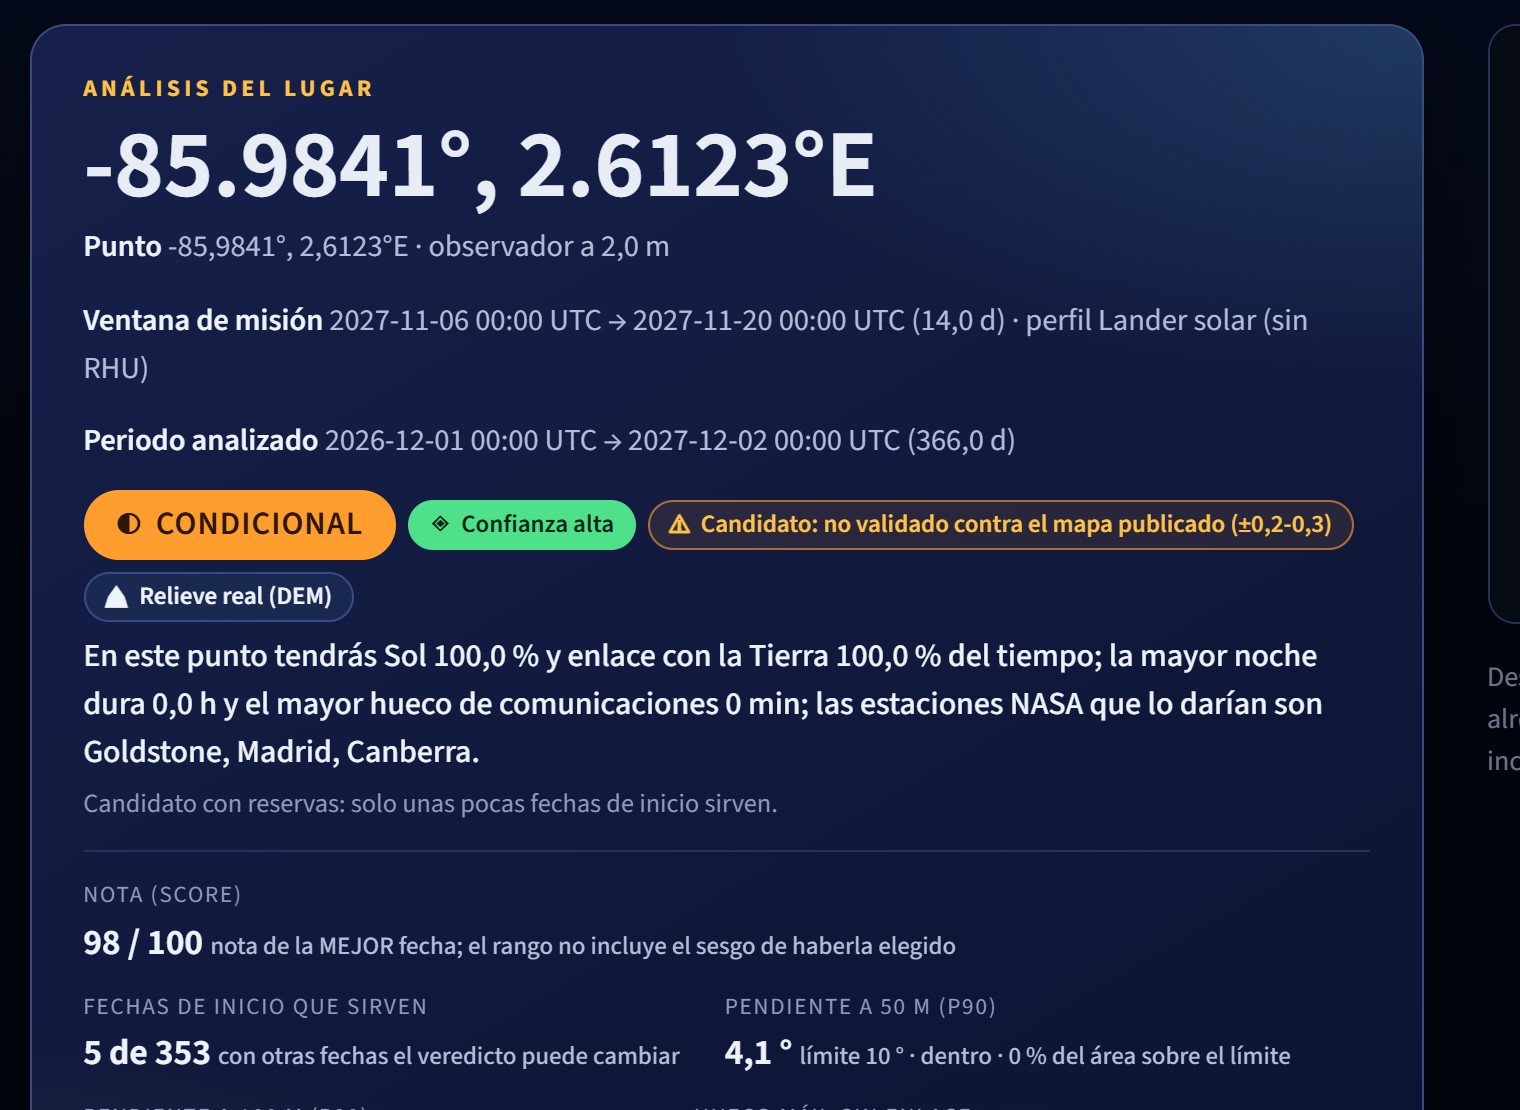 ANÁLISIS DEL LUGAR
-85.9841°, 2.6123°E
Punto -85,9841°, 2,6123°E · observador a 2,0 m
Ventana de misión 2027-11-06 00:00 UTC → 2027-11-20 00:00 UTC (14,0 d) · perfil Lander solar (sin
RHU)
Periodo analizado 2026-12-01 00:00 UTC → 2027-12-02 00:00 UTC (366,0 d)
CONDICIONAL Confianza alta Candidato: no validado contra el mapa publicado (±0,2-0,3)
Relieve real (DEM)
En este punto tendrás Sol 100,0 % y enlace con la Tierra 100,0 % del tiempo; la mayor noche
dura 0,0 h y el mayor hueco de comunicaciones 0 min; las estaciones NASA que lo darían son
Goldstone, Madrid, Canberra.
Candidato con reservas: solo unas pocas fechas de inicio sirven.
NOTA (SCORE)
98 / 100 nota de la MEJOR fecha; el rango no incluye el sesgo de haberla elegido
FECHAS DE INICIO QUE SIRVEN
5 de 353 con otras fechas el veredicto puede cambiar
PENDIENTE A 50 M (P90)
4,1 ° límite 10 ° · dentro · 0 % del área sobre el límite